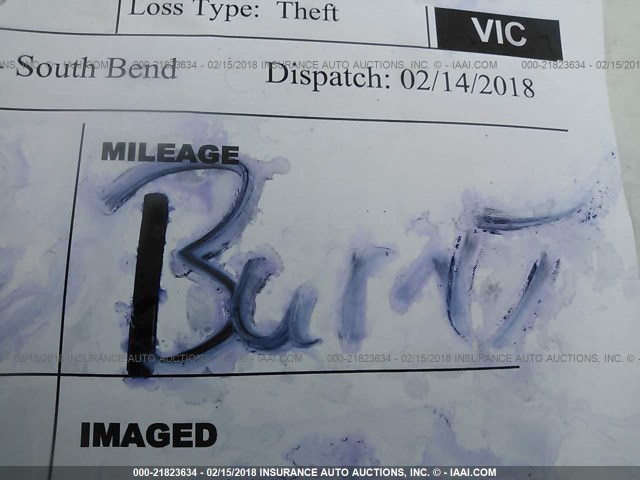 Loss Type: Theft
VIC
000-21823634 - 02/15/2018 INSURANCE AUTO AUCTIONS, INC. © - IAAI.COM
South Bend
Dispatch: 02/14/2018
MILEAGE
Burnt
000-21823634 - 02/15/2018 INSURANCE AUTO AUCTIONS, INC. © - IAAI.COM
IMAGED
000-21823634 - 02/15/2018 INSURANCE AUTO AUCTIONS, INC. © - IAAI.COM